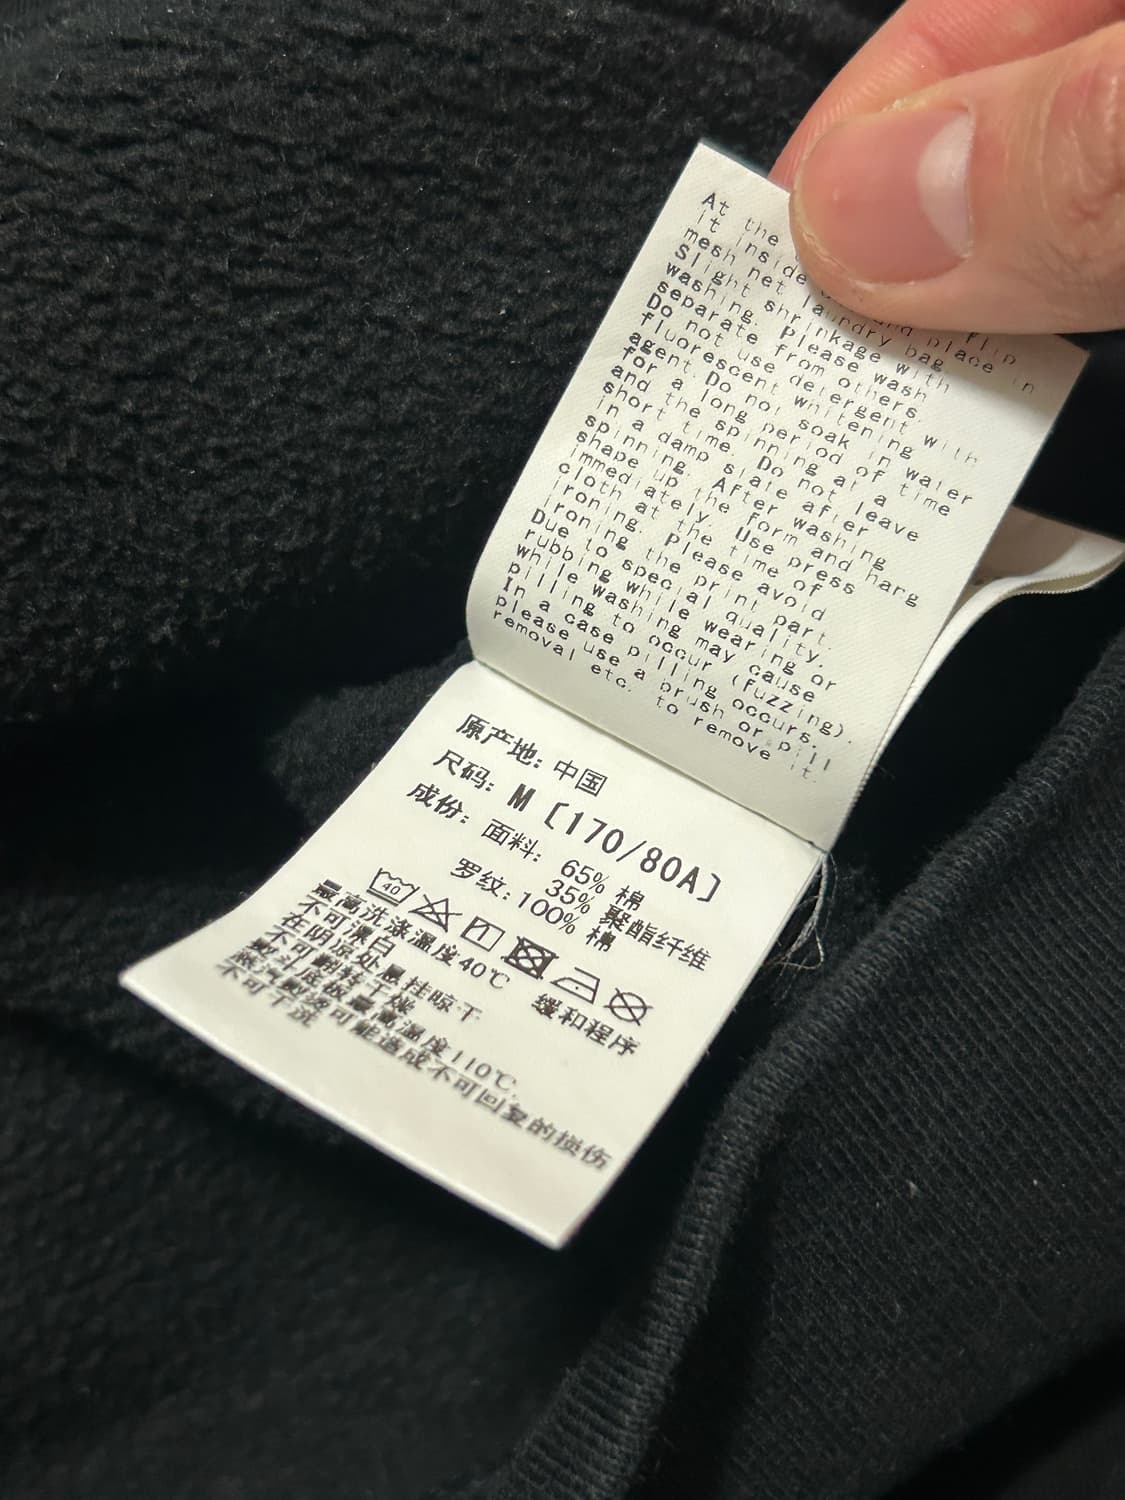 At the
it inside and flip
mesh net laundry bag place in
Slight shrinkage with
washing. Please wash
separate from others.
Do not use detergent with
fluorescent whitening
agent. Do not soak in water
for a long period of time
and the spinning at a
short time. Do not leave
in a damp state after
spinning. After washing
shape up the form and hang
immediately. Use press
cloth at the time of
ironing. Please avoid
ironing the print part.
Due to special quality.
rubbing while wearing or
while washing may cause
pilling to occur (fuzzing).
In a case pilling occurs.
please use a brush or pill
removal etc. to remove it.
原产地: 中国
尺码: M [170/80A]
成份: 面料: 65% 棉
35% 聚酯纤维
罗纹: 100% 棉
40
最高洗涤温度40℃ 缓和程序
不可漂白
在阴凉处悬挂晾干
不可翻转干燥
熨斗底板最高温度110℃
蒸汽熨烫可能造成不可回复的损伤
不可干洗